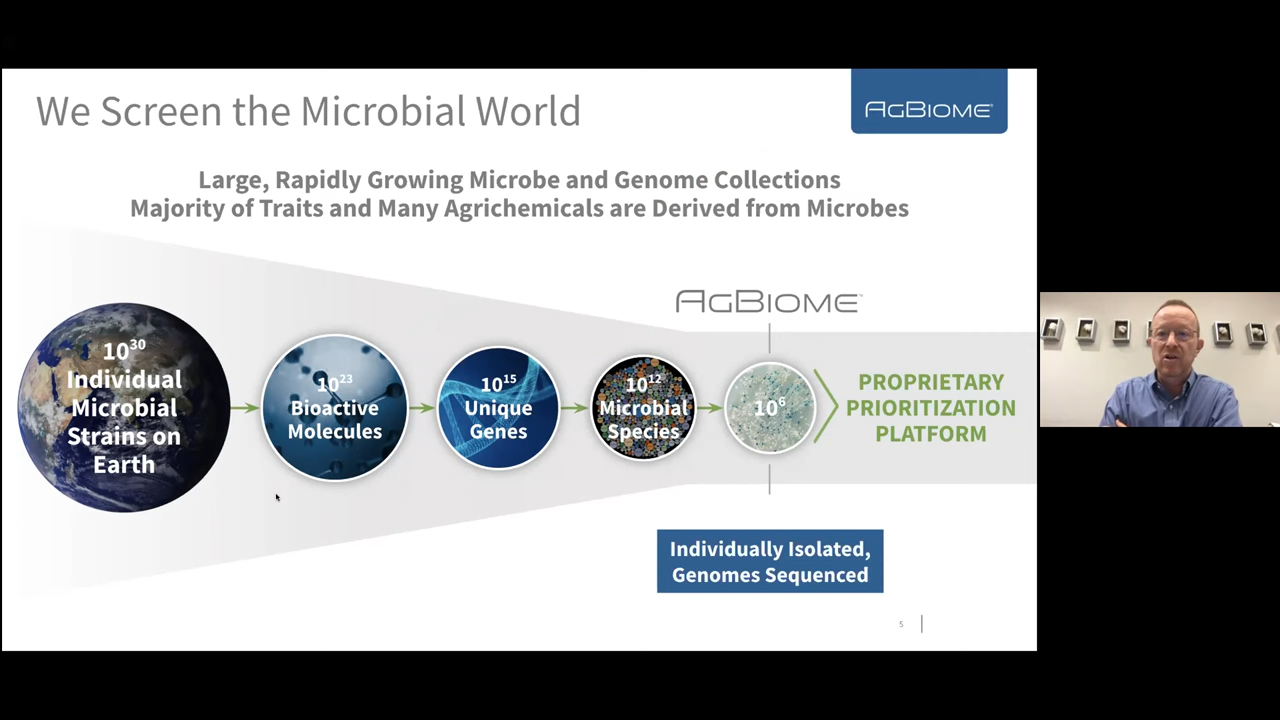 We Screen the Microbial World
AGBIOME
Large, Rapidly Growing Microbe and Genome Collections
Majority of Traits and Many Agrichemicals are Derived from Microbes
AGBIOME™
10³⁰
Individual
Microbial
Strains on
Earth
10²³
Bioactive
Molecules
10¹⁵
Unique
Genes
10¹²
Microbial
Species
10⁶
PROPRIETARY
PRIORITIZATION
PLATFORM
Individually Isolated,
Genomes Sequenced
5